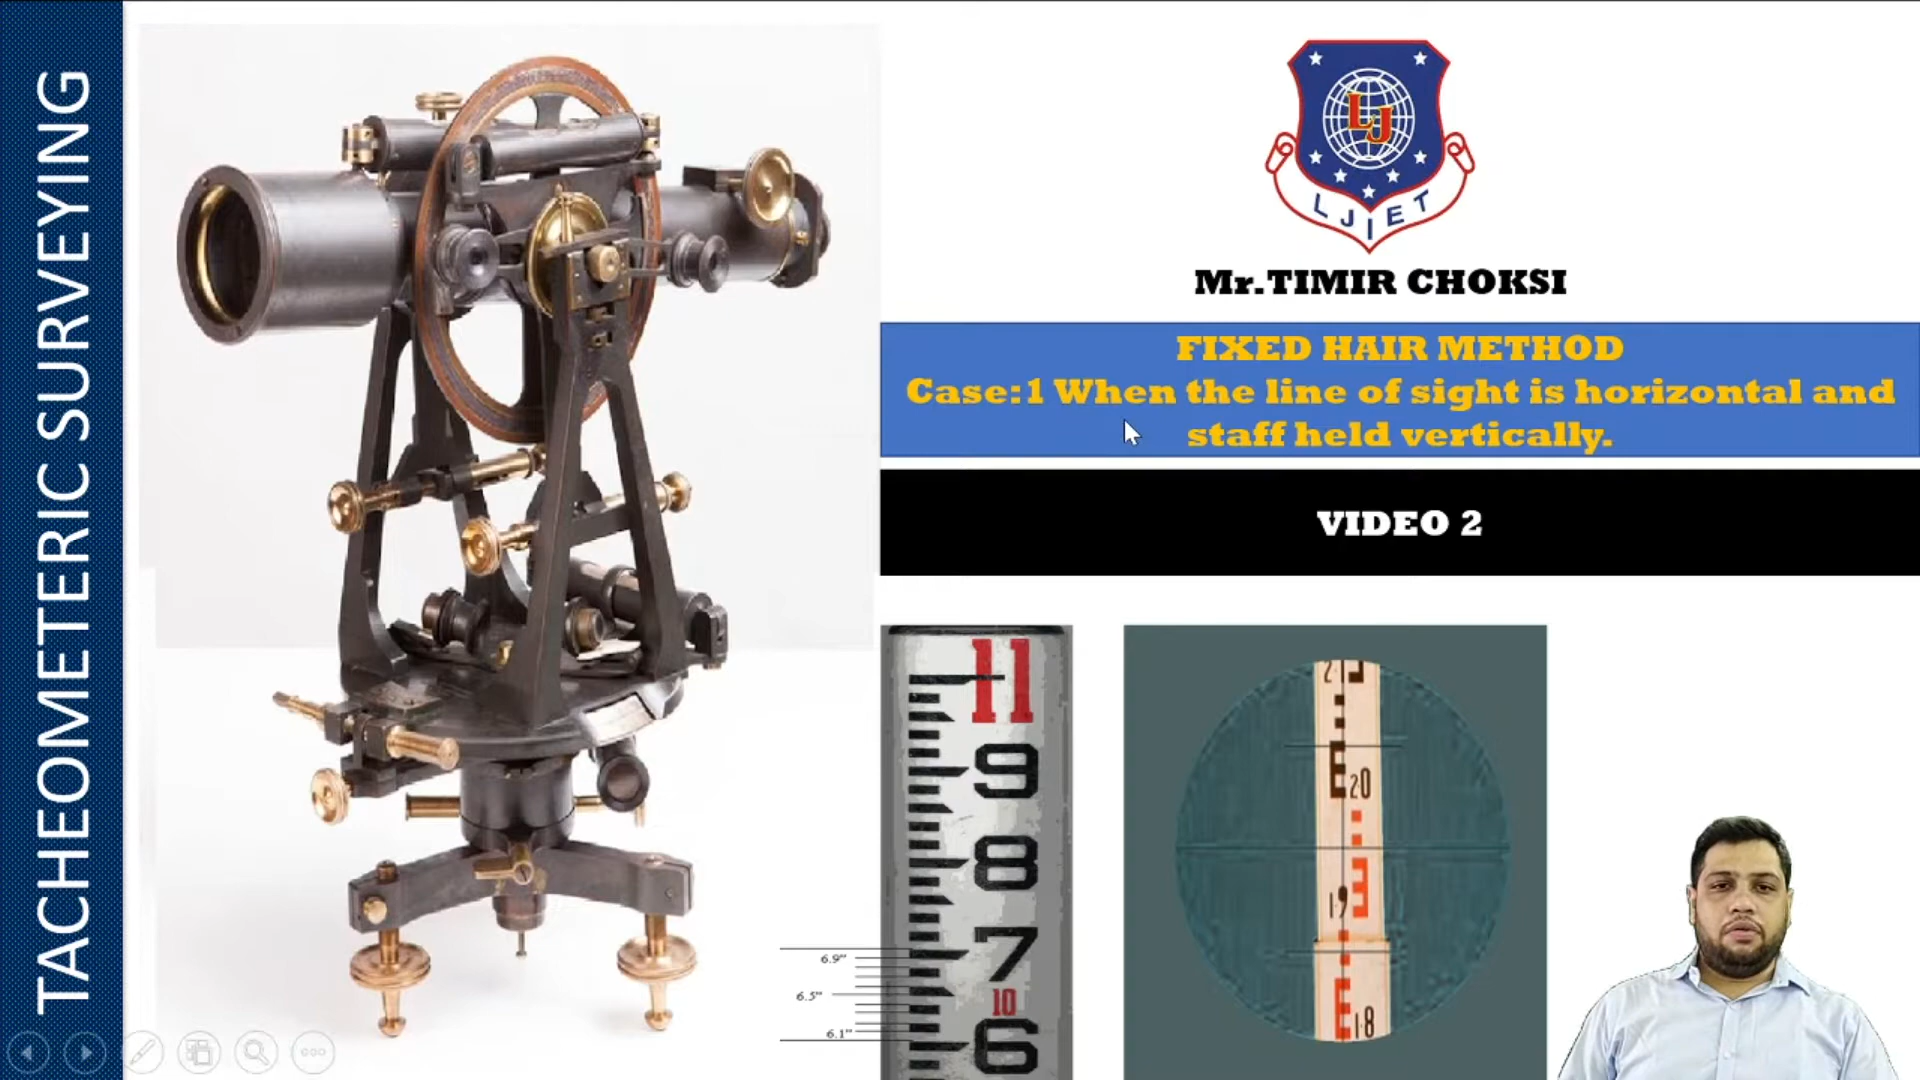 TACHEOMETERIC SURVEYING
LJ
LJIET
Mr.TIMIR CHOKSI
FIXED HAIR METHOD
Case:1 When the line of sight is horizontal and
staff held vertically.
VIDEO 2
11
9
8
7
10
6
6.9"
6.5"
6.1"
20
19
18